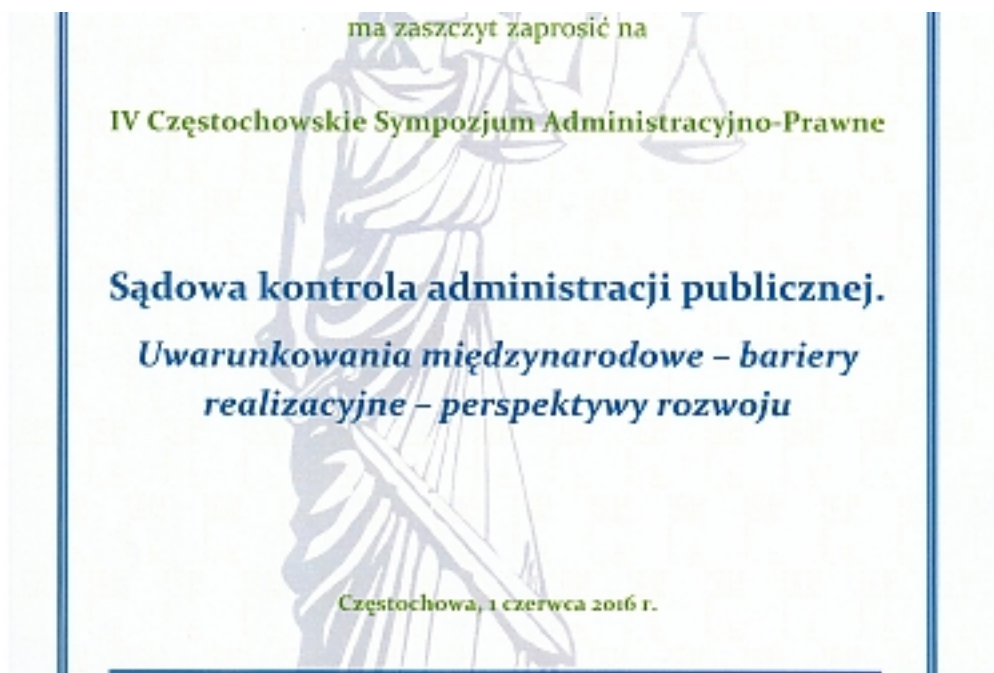 ma zaszczyt zaprosić na
IV Częstochowskie Sympozjum Administracyjno-Prawne
Sądowa kontrola administracji publicznej.
Uwarunkowania międzynarodowe – bariery
realizacyjne – perspektywy rozwoju
Częstochowa, 1 czerwca 2016 r.